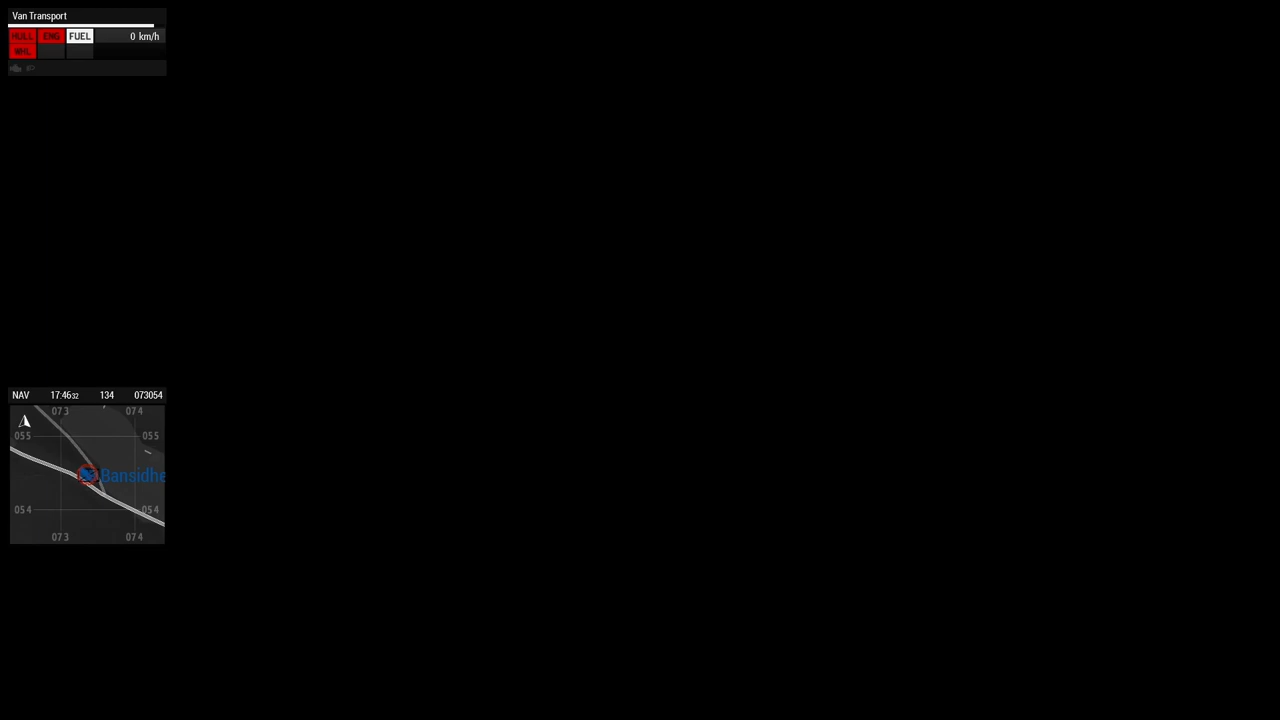 Van Transport
HULL ENG FUEL 0 km/h
WHL
NAV 17:46 32 134 073054
073 074
055 055
Bansidhe
054 054
073 074